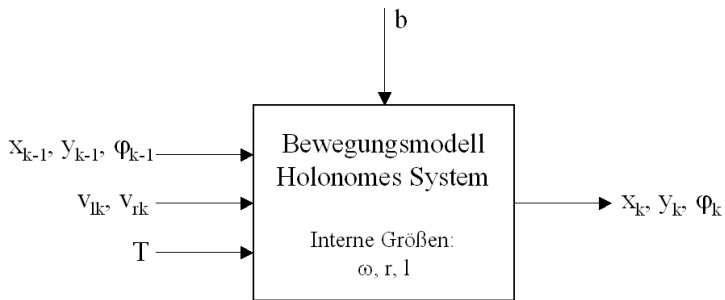 b
Bewegungsmodell
Holonomes System
x_{k-1}, y_{k-1}, φ_{k-1}
v_{lk}, v_{rk}
T
Interne Größen:
ω, r, l
x_k, y_k, φ_k